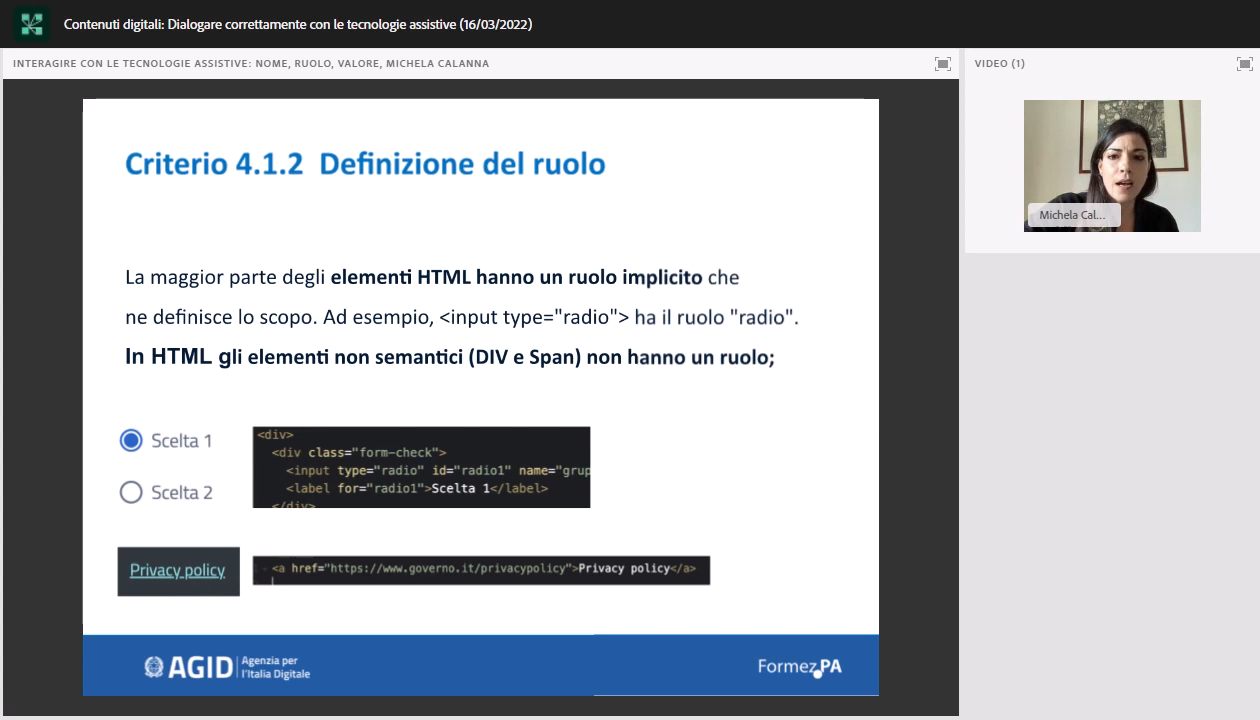 Contenuti digitali: Dialogare correttamente con le tecnologie assistive (16/03/2022)
INTERAGIRE CON LE TECNOLOGIE ASSISTIVE: NOME, RUOLO, VALORE, MICHELA CALANNA
VIDEO (1)
Michela Cal...
Criterio 4.1.2 Definizione del ruolo
La maggior parte degli elementi HTML hanno un ruolo implicito che
ne definisce lo scopo. Ad esempio, <input type="radio"> ha il ruolo "radio".
In HTML gli elementi non semantici (DIV e Span) non hanno un ruolo;
Scelta 1
Scelta 2
<div>
<div class="form-check">
<input type="radio" id="radio1" name="grup
<label for="radio1">Scelta 1</label>
</div>
Privacy policy
<a href="https://www.governo.it/privacypolicy">Privacy policy</a>
AGID
Agenzia per
l'Italia Digitale
FormezPA